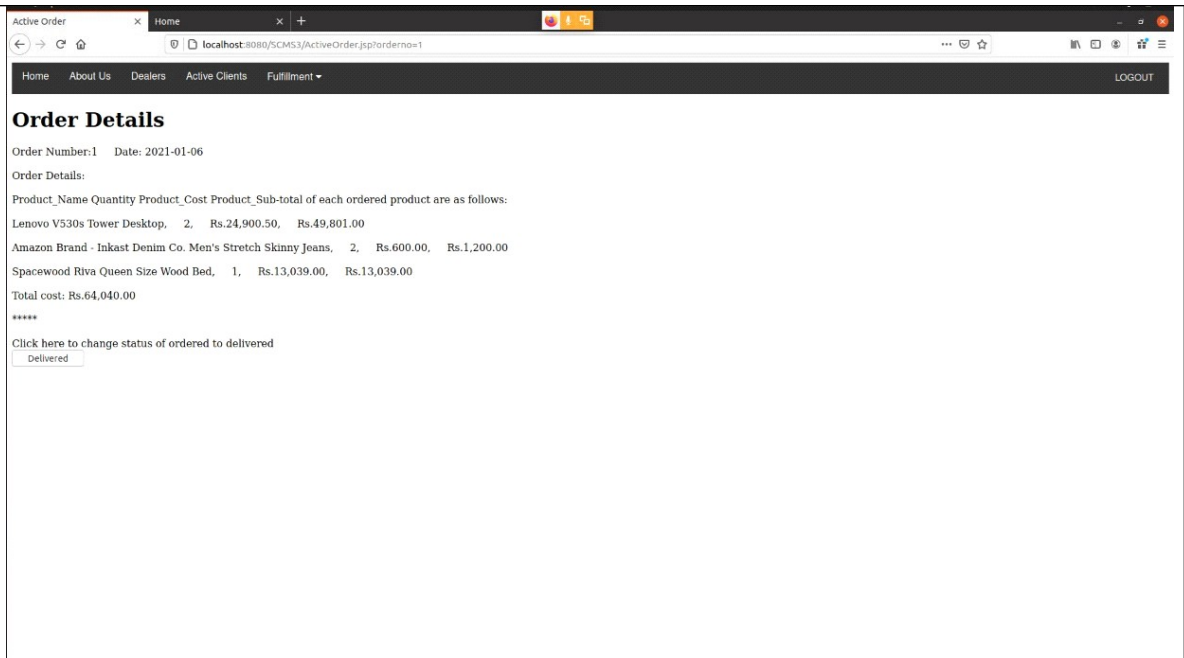 Active Order
Home
localhost:8080/SCMS3/ActiveOrder.jsp?orderno=1
Home About Us Dealers Active Clients Fulfillment LOGOUT
Order Details
Order Number:1 Date: 2021-01-06
Order Details:
Product_Name Quantity Product_Cost Product_Sub-total of each ordered product are as follows:
Lenovo V530s Tower Desktop, 2, Rs.24,900.50, Rs.49,801.00
Amazon Brand - Inkast Denim Co. Men's Stretch Skinny Jeans, 2, Rs.600.00, Rs.1,200.00
Spacewood Riva Queen Size Wood Bed, 1, Rs.13,039.00, Rs.13,039.00
Total cost: Rs.64,040.00
*****
Click here to change status of ordered to delivered
Delivered